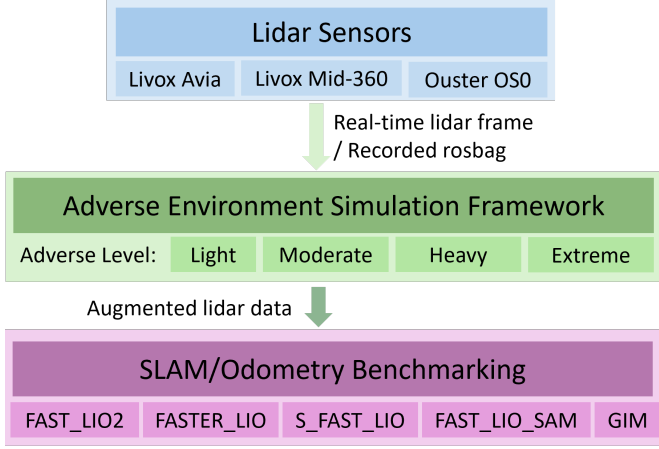 Lidar Sensors
Livox Avia
Livox Mid-360
Ouster OS0
Real-time lidar frame
/ Recorded rosbag
Adverse Environment Simulation Framework
Adverse Level: Light Moderate Heavy Extreme
Augmented lidar data
SLAM/Odometry Benchmarking
FAST_LIO2 FASTER_LIO S_FAST_LIO FAST_LIO_SAM GIM